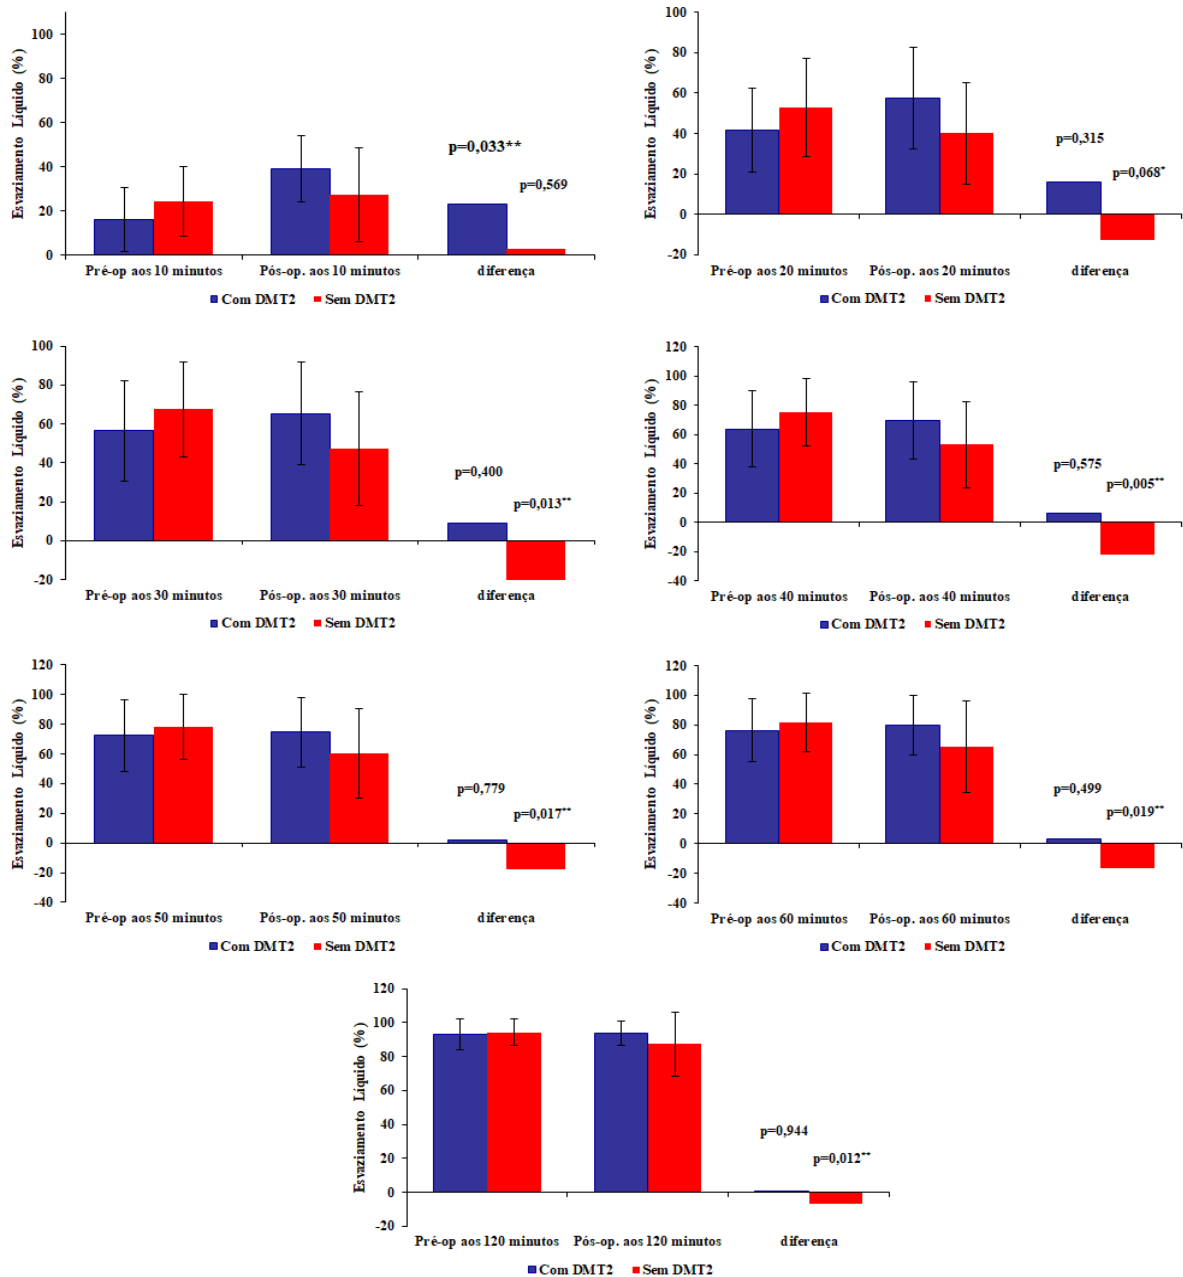 Esvaziamento Líquido (%)
100
80
60
40
20
0
p=0,033**
p=0,569
Pré-op aos 10 minutos Pós-op. aos 10 minutos diferença
Com DMT2 Sem DMT2
Esvaziamento Líquido (%)
100
80
60
40
20
0
-20
p=0,315
p=0,068*
Pré-op aos 20 minutos Pós-op. aos 20 minutos diferença
Com DMT2 Sem DMT2
Esvaziamento Líquido (%)
100
80
60
40
20
0
-20
p=0,400
p=0,013**
Pré-op aos 30 minutos Pós-op. aos 30 minutos diferença
Com DMT2 Sem DMT2
Esvaziamento Líquido (%)
120
100
80
60
40
20
0
-20
-40
p=0,575
p=0,005**
Pré-op aos 40 minutos Pós-op. aos 40 minutos diferença
Com DMT2 Sem DMT2
Esvaziamento Líquido (%)
120
100
80
60
40
20
0
-20
-40
p=0,779
p=0,017**
Pré-op aos 50 minutos Pós-op. aos 50 minutos diferença
Com DMT2 Sem DMT2
Esvaziamento Líquido (%)
120
100
80
60
40
20
0
-20
-40
p=0,499
p=0,019**
Pré-op aos 60 minutos Pós-op. aos 60 minutos diferença
Com DMT2 Sem DMT2
Esvaziamento Líquido (%)
120
100
80
60
40
20
0
-20
p=0,944
p=0,012**
Pré-op aos 120 minutos Pós-op. aos 120 minutos diferença
Com DMT2 Sem DMT2